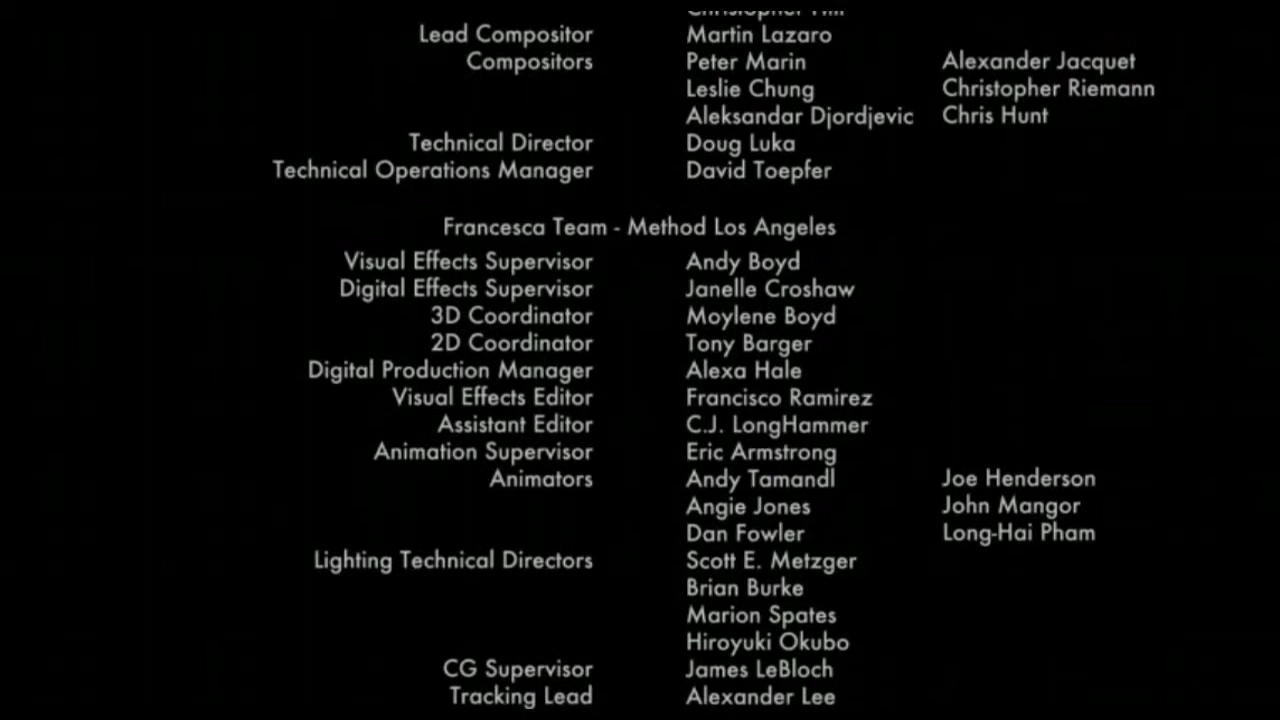 Lead Compositor Martin Lazaro
Compositors Peter Marin Alexander Jacquet
Leslie Chung Christopher Riemann
Aleksandar Djordjevic Chris Hunt
Technical Director Doug Luka
Technical Operations Manager David Toepfer
Francesca Team - Method Los Angeles
Visual Effects Supervisor Andy Boyd
Digital Effects Supervisor Janelle Croshaw
3D Coordinator Moylene Boyd
2D Coordinator Tony Barger
Digital Production Manager Alexa Hale
Visual Effects Editor Francisco Ramirez
Assistant Editor C.J. LongHammer
Animation Supervisor Eric Armstrong
Animators Andy Tamandl Joe Henderson
Angie Jones John Mangor
Dan Fowler Long-Hai Pham
Lighting Technical Directors Scott E. Metzger
Brian Burke
Marion Spates
Hiroyuki Okubo
CG Supervisor James LeBloch
Tracking Lead Alexander Lee